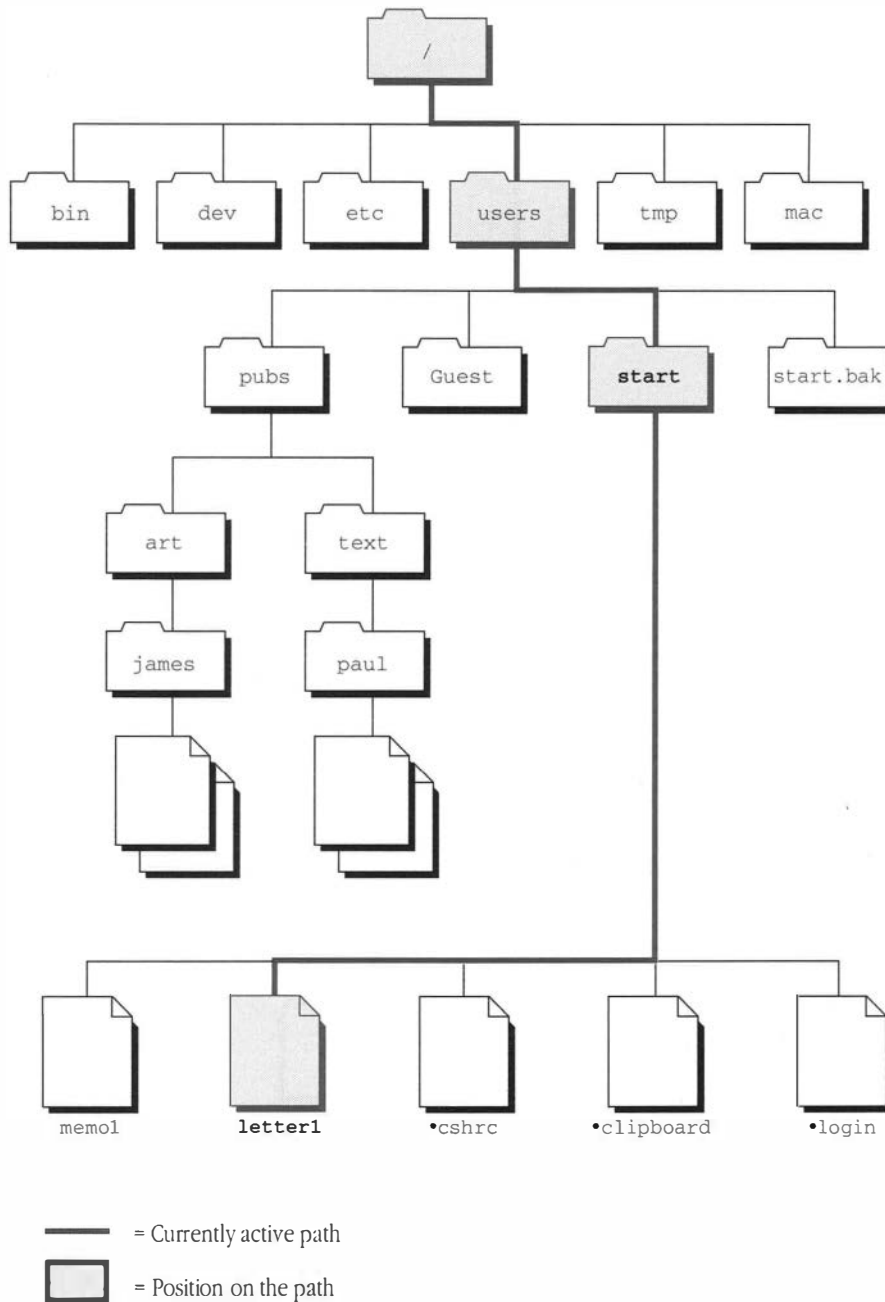 /
bin dev etc users tmp mac
pubs Guest start start.bak
art text
james paul
memo1 letter1 •cshrc •clipboard •login
= Currently active path
= Position on the path